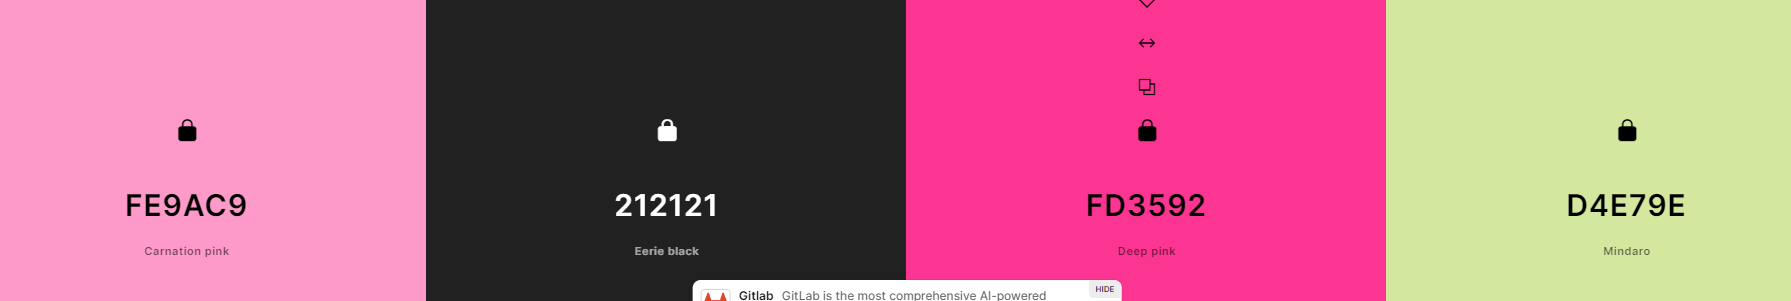 FE9AC9
Carnation pink
212121
Eerie black
FD3592
Deep pink
D4E79E
Mindaro
Gitlab GitLab is the most comprehensive AI-powered
HIDE